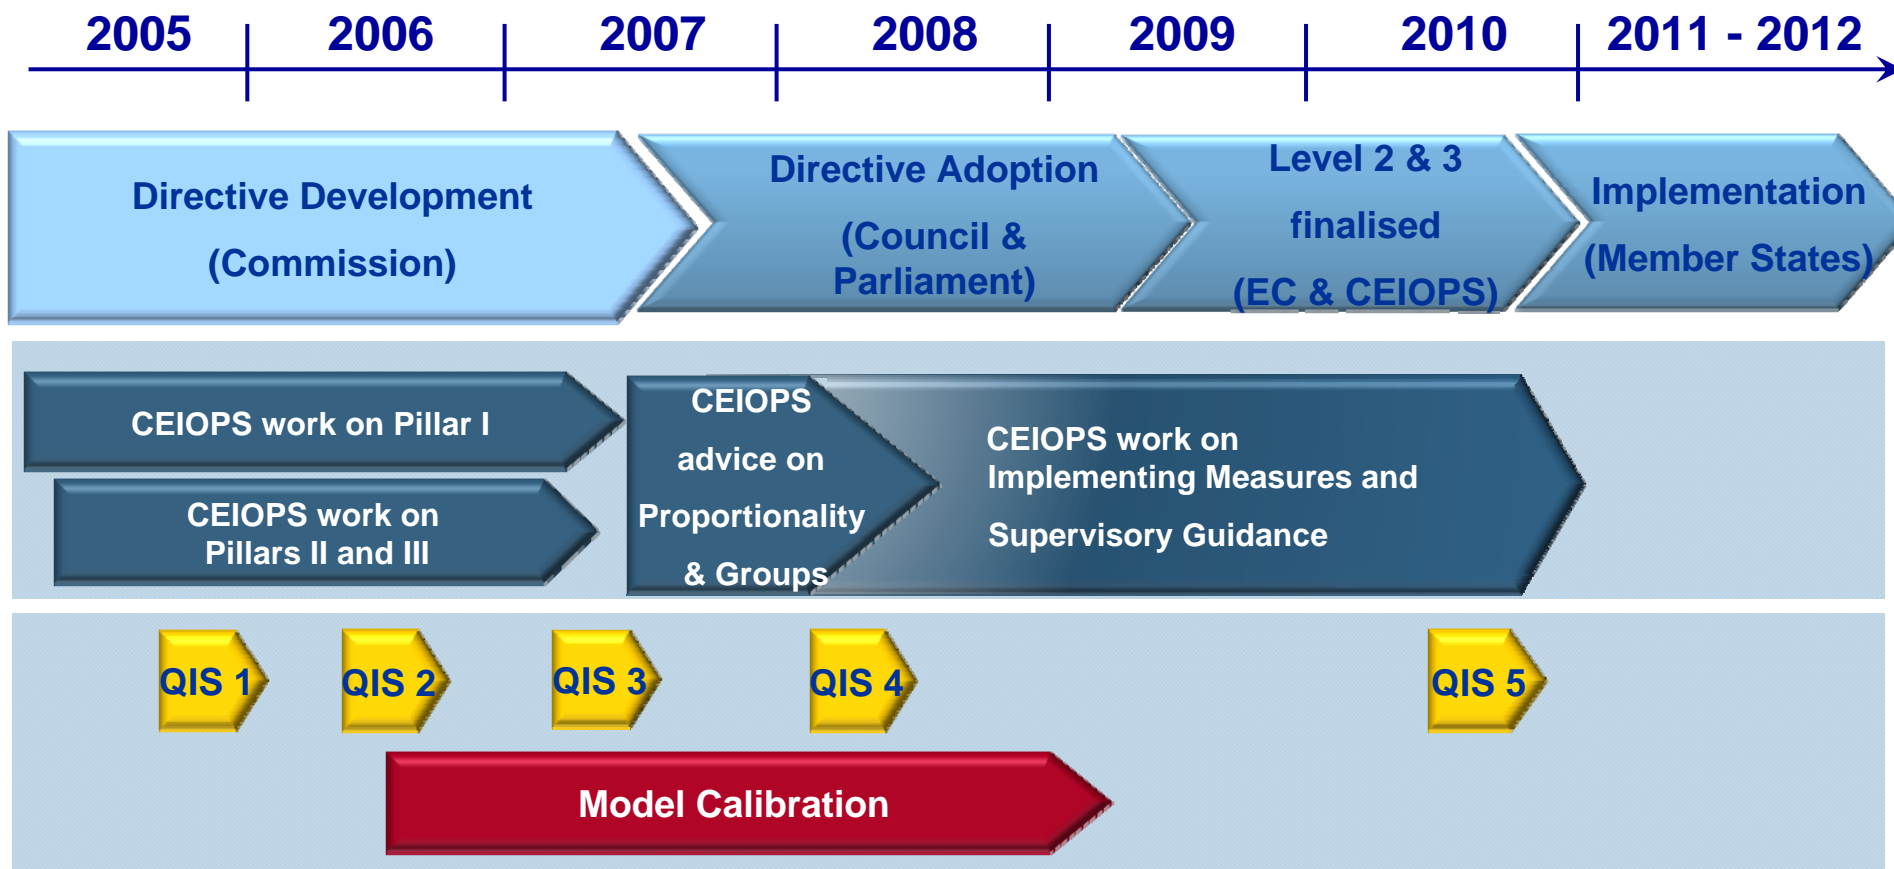 2005
2006
2007
2008
2009
2010
2011 - 2012
Directive Development
(Commission)
Directive Adoption
(Council &
Parliament)
Level 2 & 3
finalised
(EC & CEIOPS)
Implementation
(Member States)
CEIOPS work on Pillar I
CEIOPS work on
Pillars II and III
CEIOPS
advice on
Proportionality
& Groups
CEIOPS work on
Implementing Measures and
Supervisory Guidance
QIS 1
QIS 2
QIS 3
QIS 4
QIS 5
Model Calibration